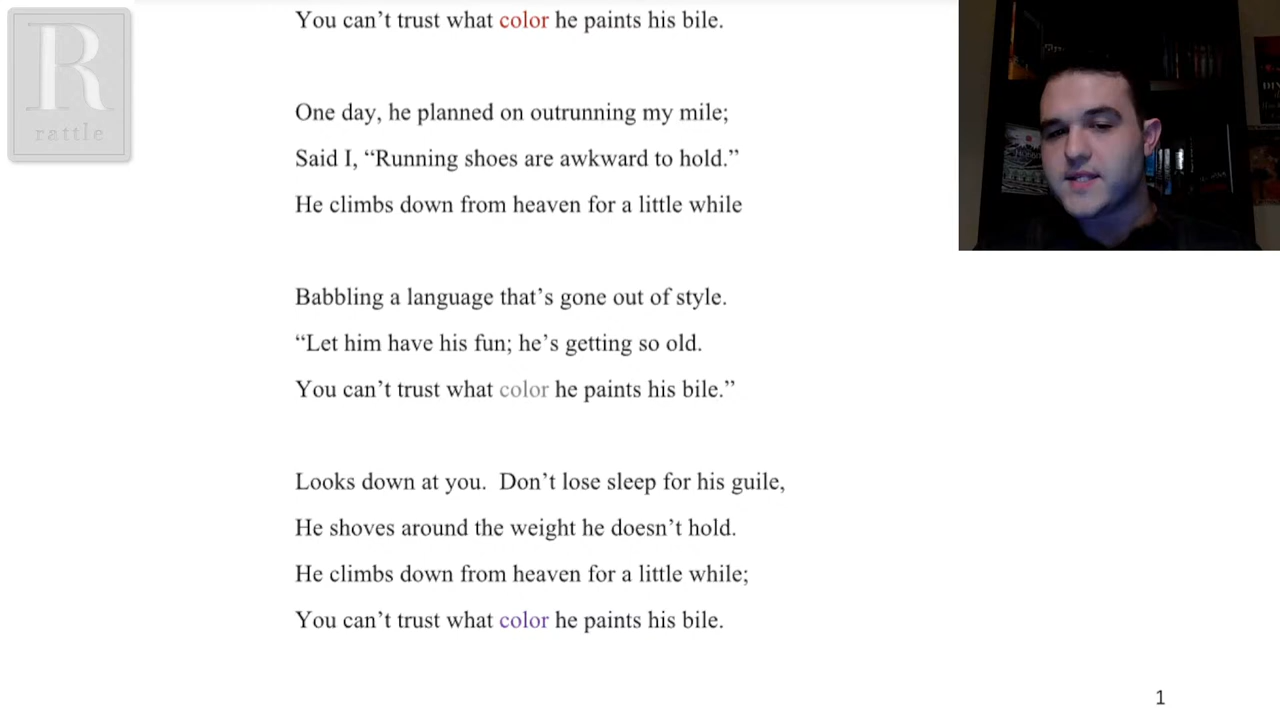 R
rattle
You can’t trust what color he paints his bile.
One day, he planned on outrunning my mile;
Said I, “Running shoes are awkward to hold.”
He climbs down from heaven for a little while
Babbling a language that’s gone out of style.
“Let him have his fun; he’s getting so old.
You can’t trust what color he paints his bile.”
Looks down at you.  Don’t lose sleep for his guile,
He shoves around the weight he doesn’t hold.
He climbs down from heaven for a little while;
You can’t trust what color he paints his bile.
1